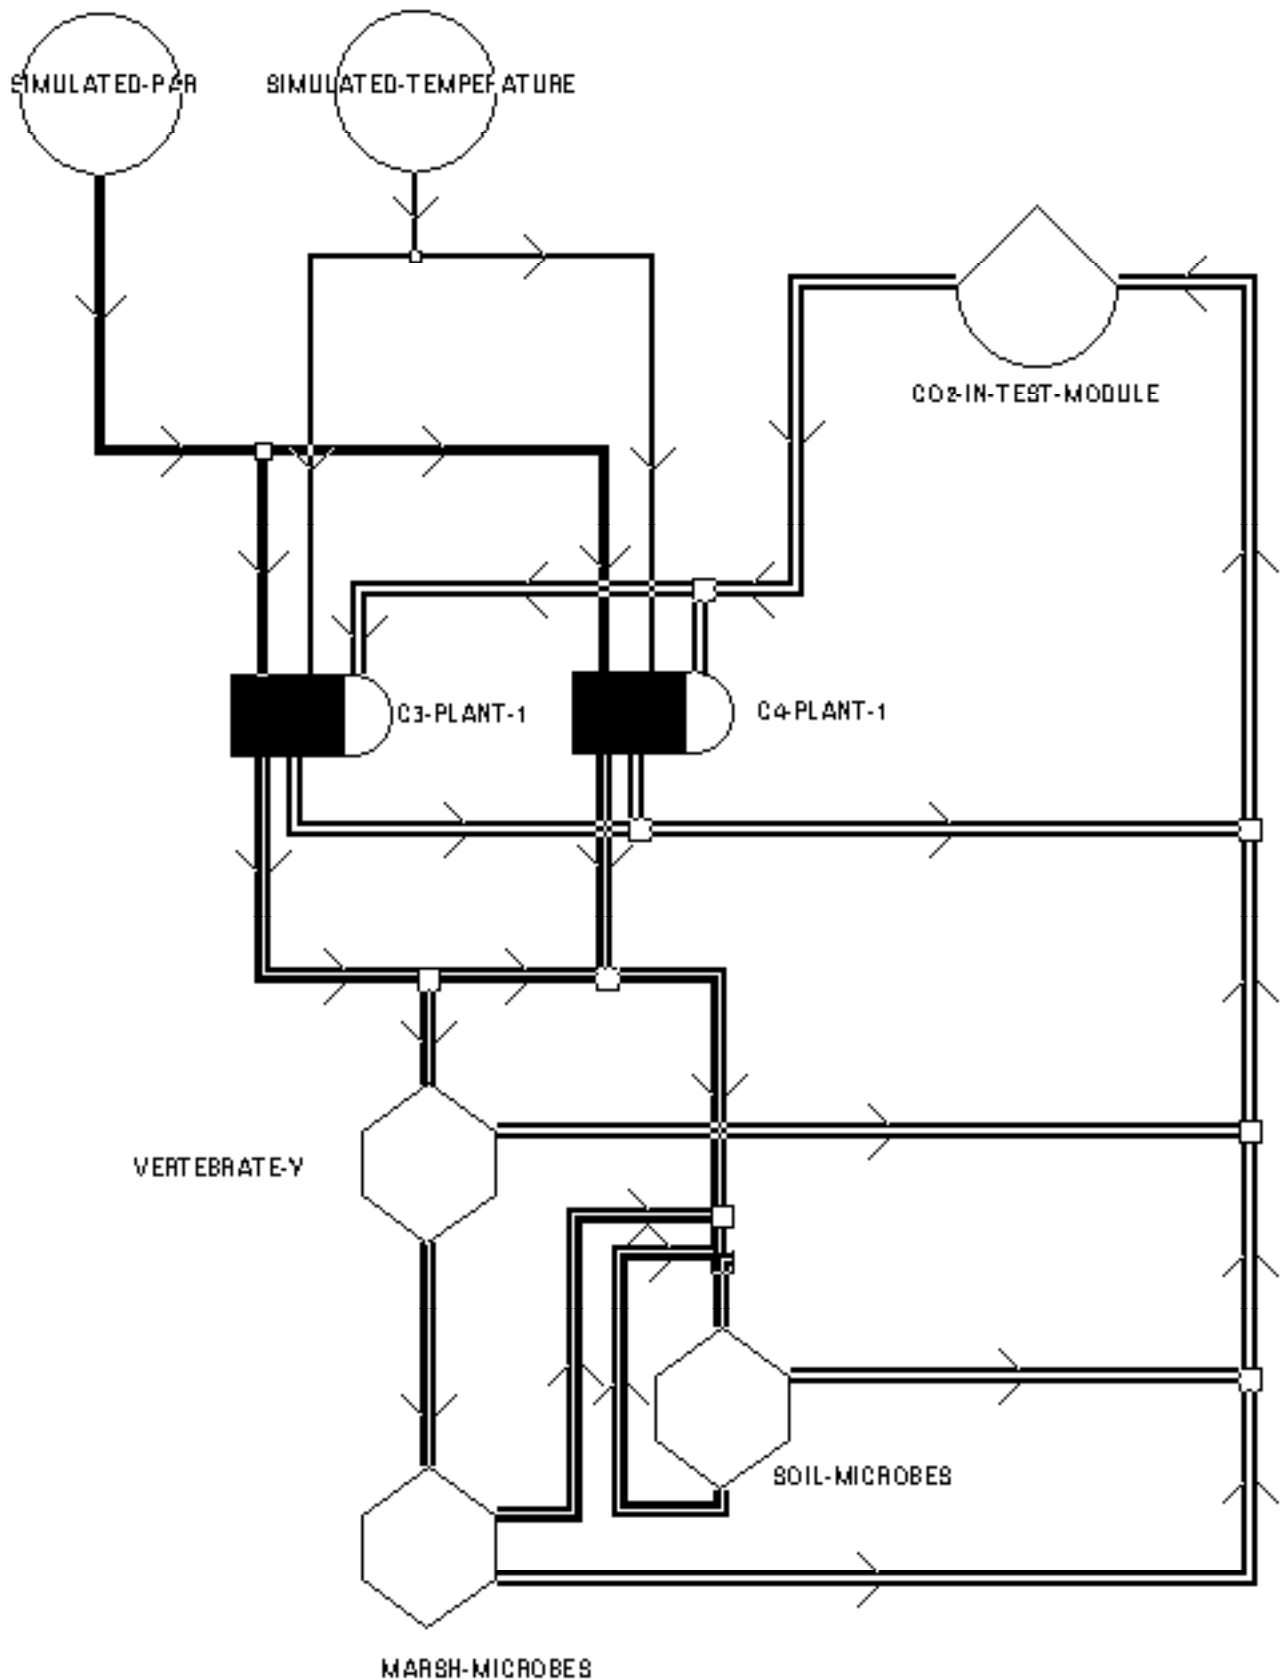 SIMULATED-PAR
SIMULATED-TEMPERATURE
CO2-IN-TEST-MODULE
C3-PLANT-1
C4-PLANT-1
VERTEBRATE-Y
SOIL-MICROBES
MARSH-MICROBES